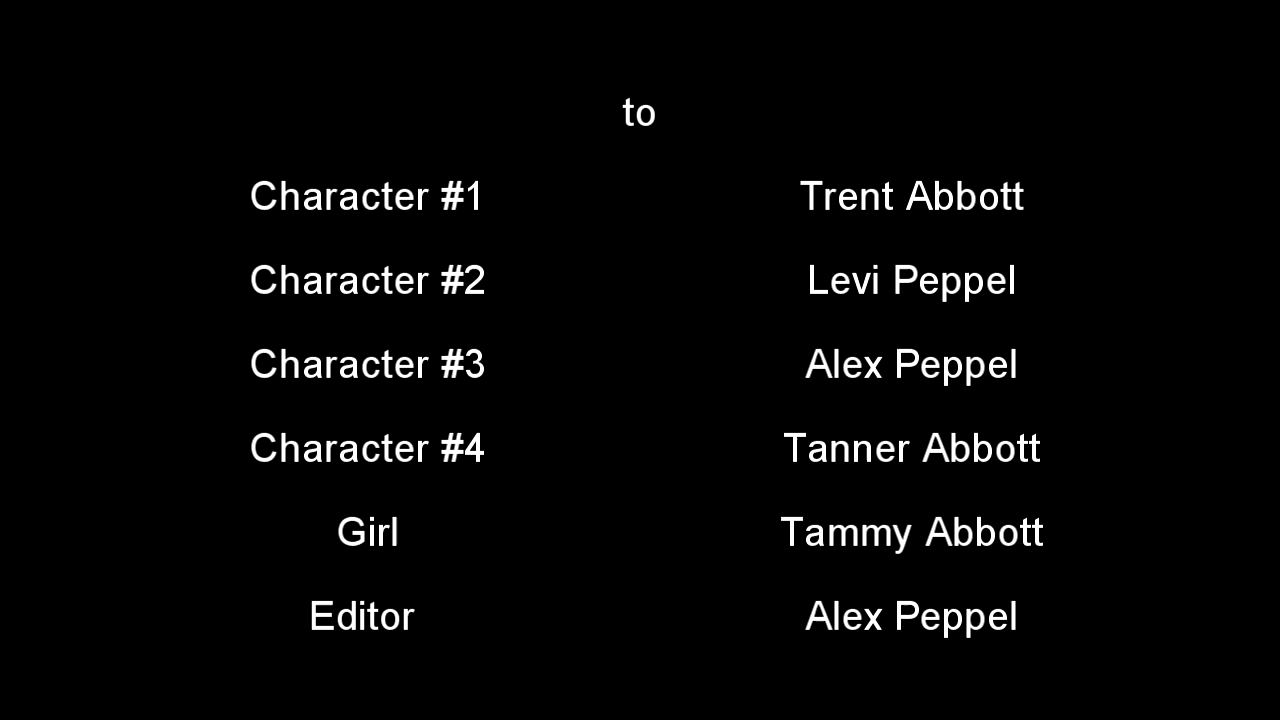 to
Character #1 Trent Abbott
Character #2 Levi Peppel
Character #3 Alex Peppel
Character #4 Tanner Abbott
Girl Tammy Abbott
Editor Alex Peppel